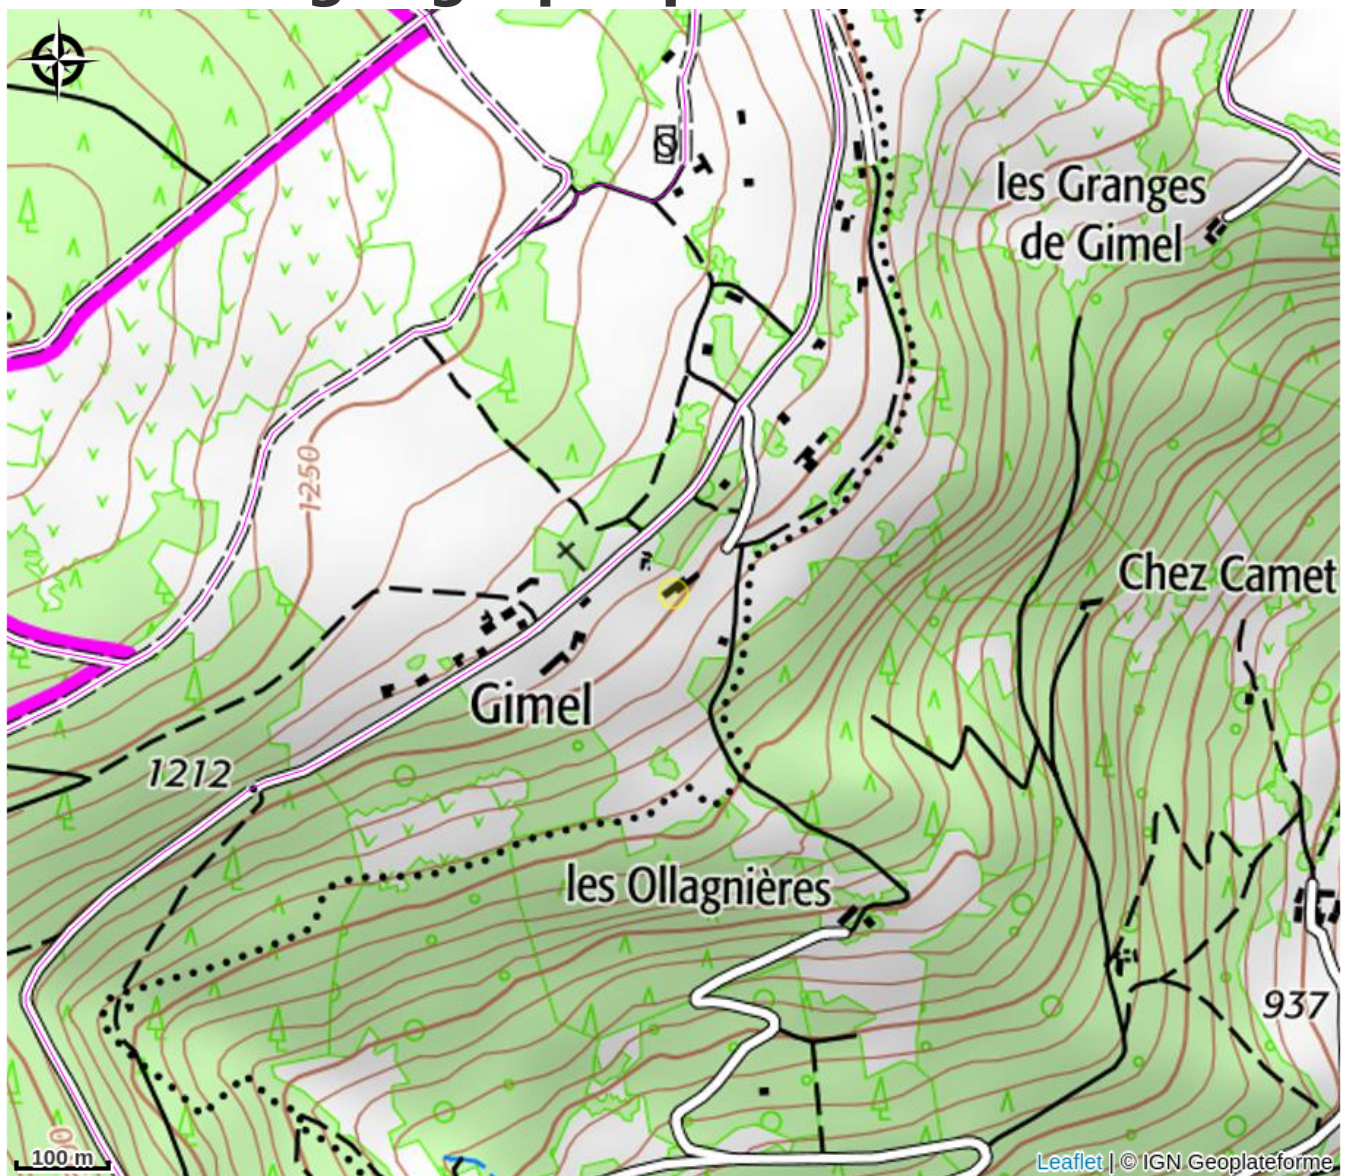 les Granges
de Gimel
1250
Chez Camet
Gimel
1212
les Ollagnières
937
100 m
Leaflet | © IGN Geoplateforme